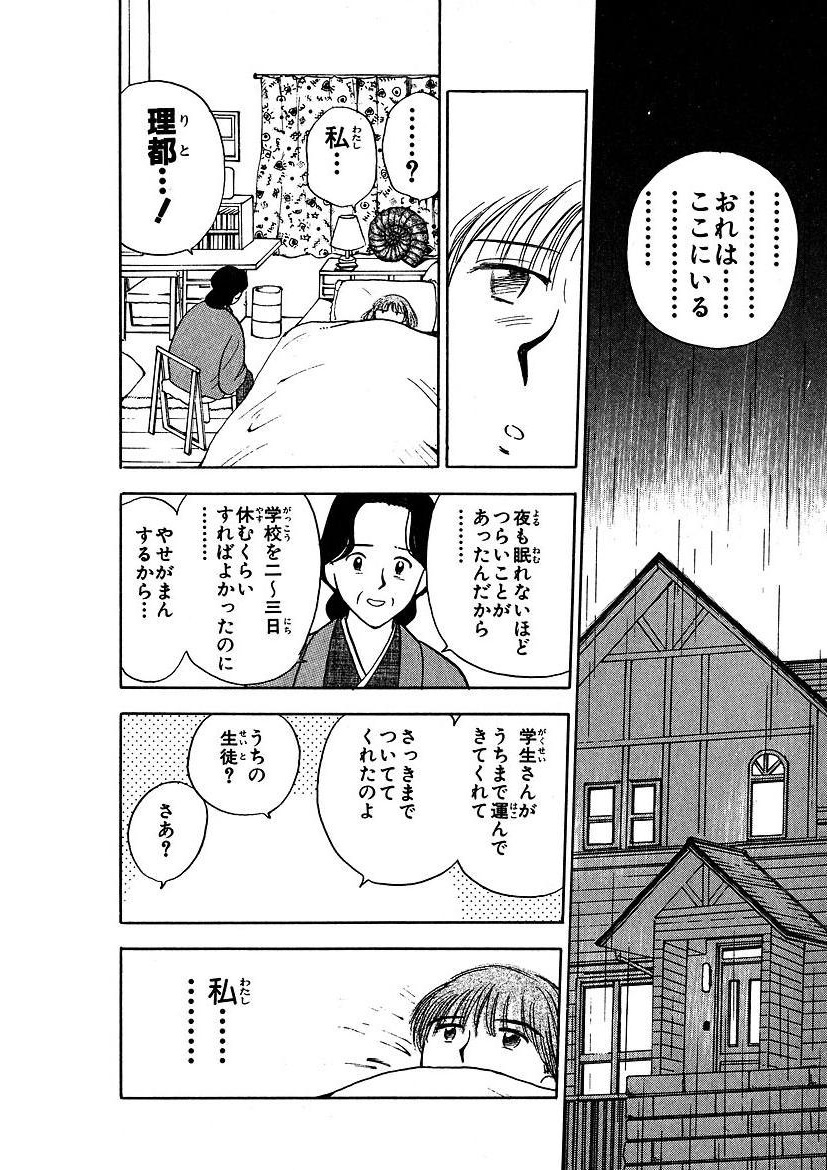 …………
おれは……
ここにいる
…………
………？
私…
理都…！
夜も眠れないほど
つらいことが
あったんだから
………
学校を二～三日
休むくらい
すればよかったのに
………
やせがまん
するから…
学生さんが
うちまで運んで
きてくれて
さっきまで
ついてて
くれたのよ
うちの
生徒？
さあ？
………
私………
………